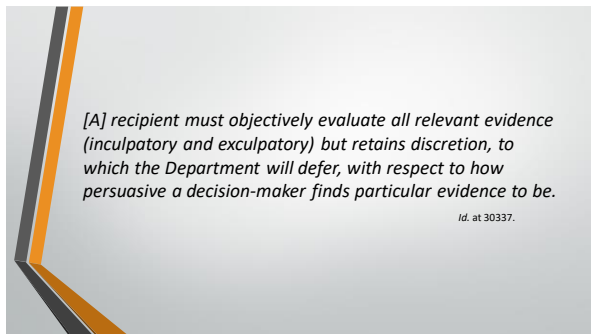 [A] recipient must objectively evaluate all relevant evidence
(inculpatory and exculpatory) but retains discretion, to
which the Department will defer, with respect to how
persuasive a decision-maker finds particular evidence to be.
Id. at 30337.